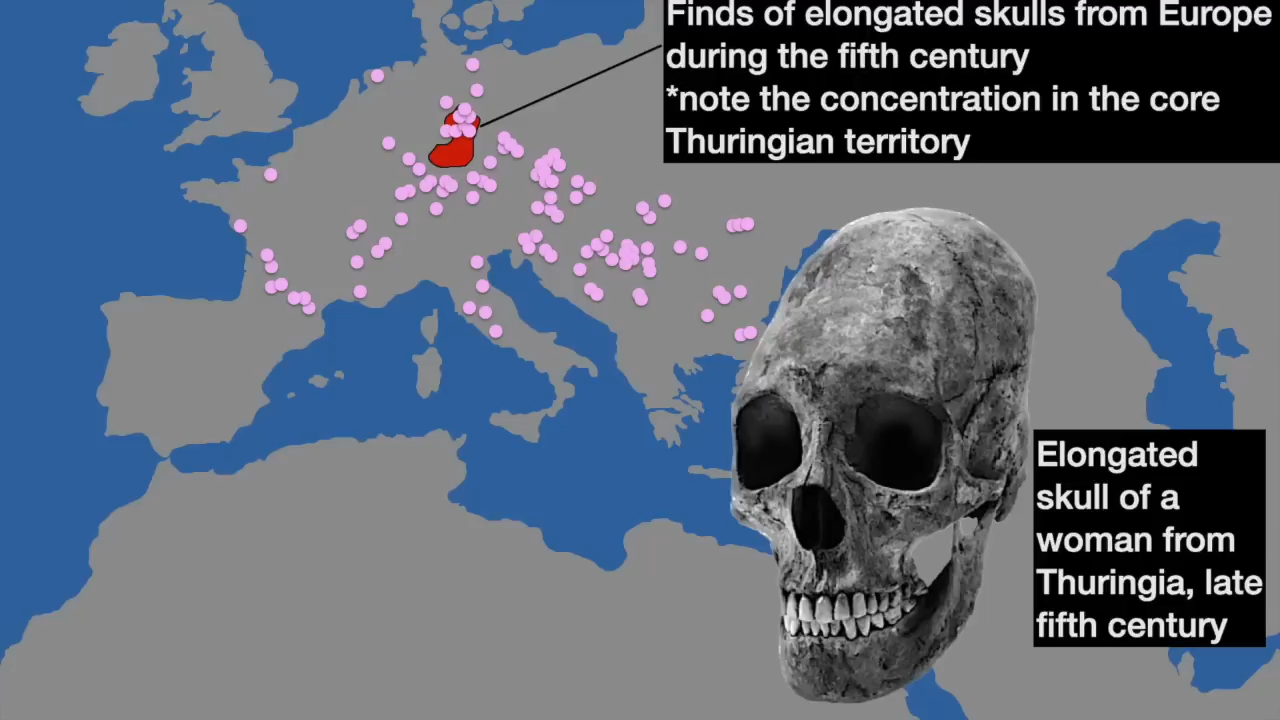 Finds of elongated skulls from Europe
during the fifth century
*note the concentration in the core
Thuringian territory
Elongated
skull of a
woman from
Thuringia, late
fifth century